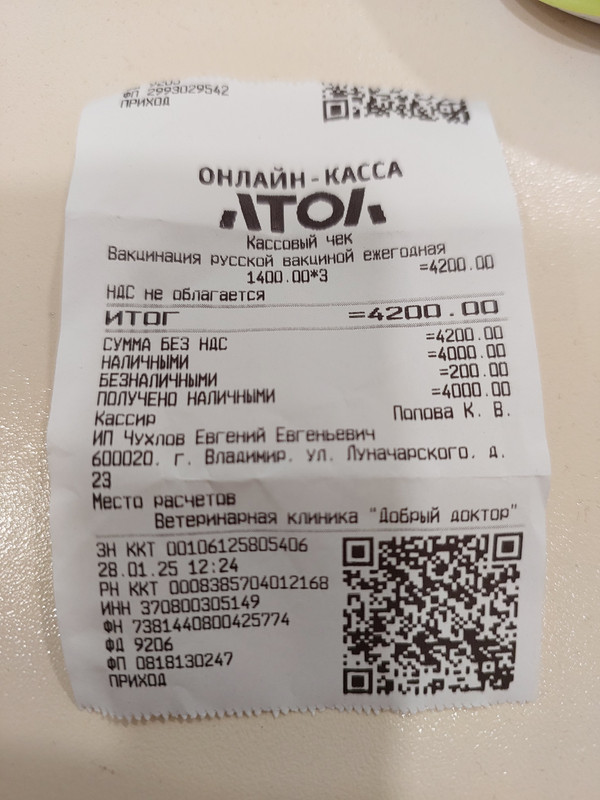 ФП 2993029542
ПРИХОД
ОНЛАЙН-КАССА
АТОЛ
Кассовый чек
Вакцинация русской вакциной ежегодная
1400.00*3 =4200.00
НДС не облагается
ИТОГ =4200.00
СУММА БЕЗ НДС =4200.00
НАЛИЧНЫМИ =4000.00
БЕЗНАЛИЧНЫМИ =200.00
ПОЛУЧЕНО НАЛИЧНЫМИ =4000.00
Кассир Попова К. В.
ИП Чухлов Евгений Евгеньевич
600020. г. Владимир. ул. Луначарского. д.
23
Место расчетов
Ветеринарная клиника "Добрый доктор"
ЗН ККТ 00106125805406
28.01.25 12:24
РН ККТ 0008385704012168
ИНН 370800305149
ФН 7381440800425774
ФД 9206
ФП 0818130247
ПРИХОД